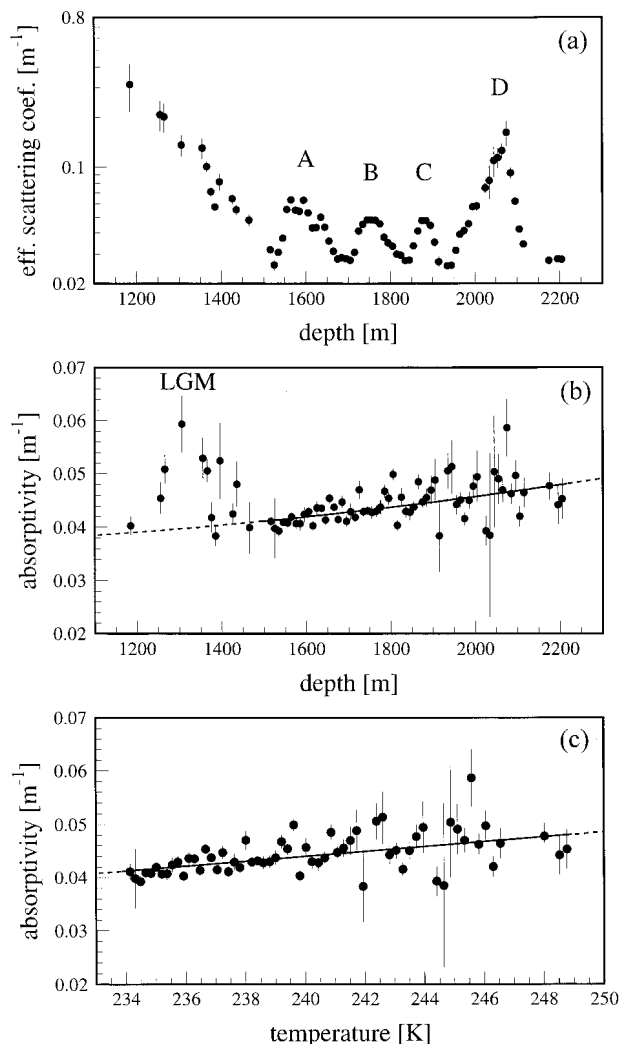 (a)
eff. scattering coef. [m⁻¹]
0.8
0.1
0.02
A
B
C
D
1200 1400 1600 1800 2000 2200
depth [m]
(b)
LGM
absorptivity [m⁻¹]
0.07
0.06
0.05
0.04
0.03
0.02
1200 1400 1600 1800 2000 2200
depth [m]
(c)
absorptivity [m⁻¹]
0.07
0.06
0.05
0.04
0.03
0.02
234 236 238 240 242 244 246 248 250
temperature [K]